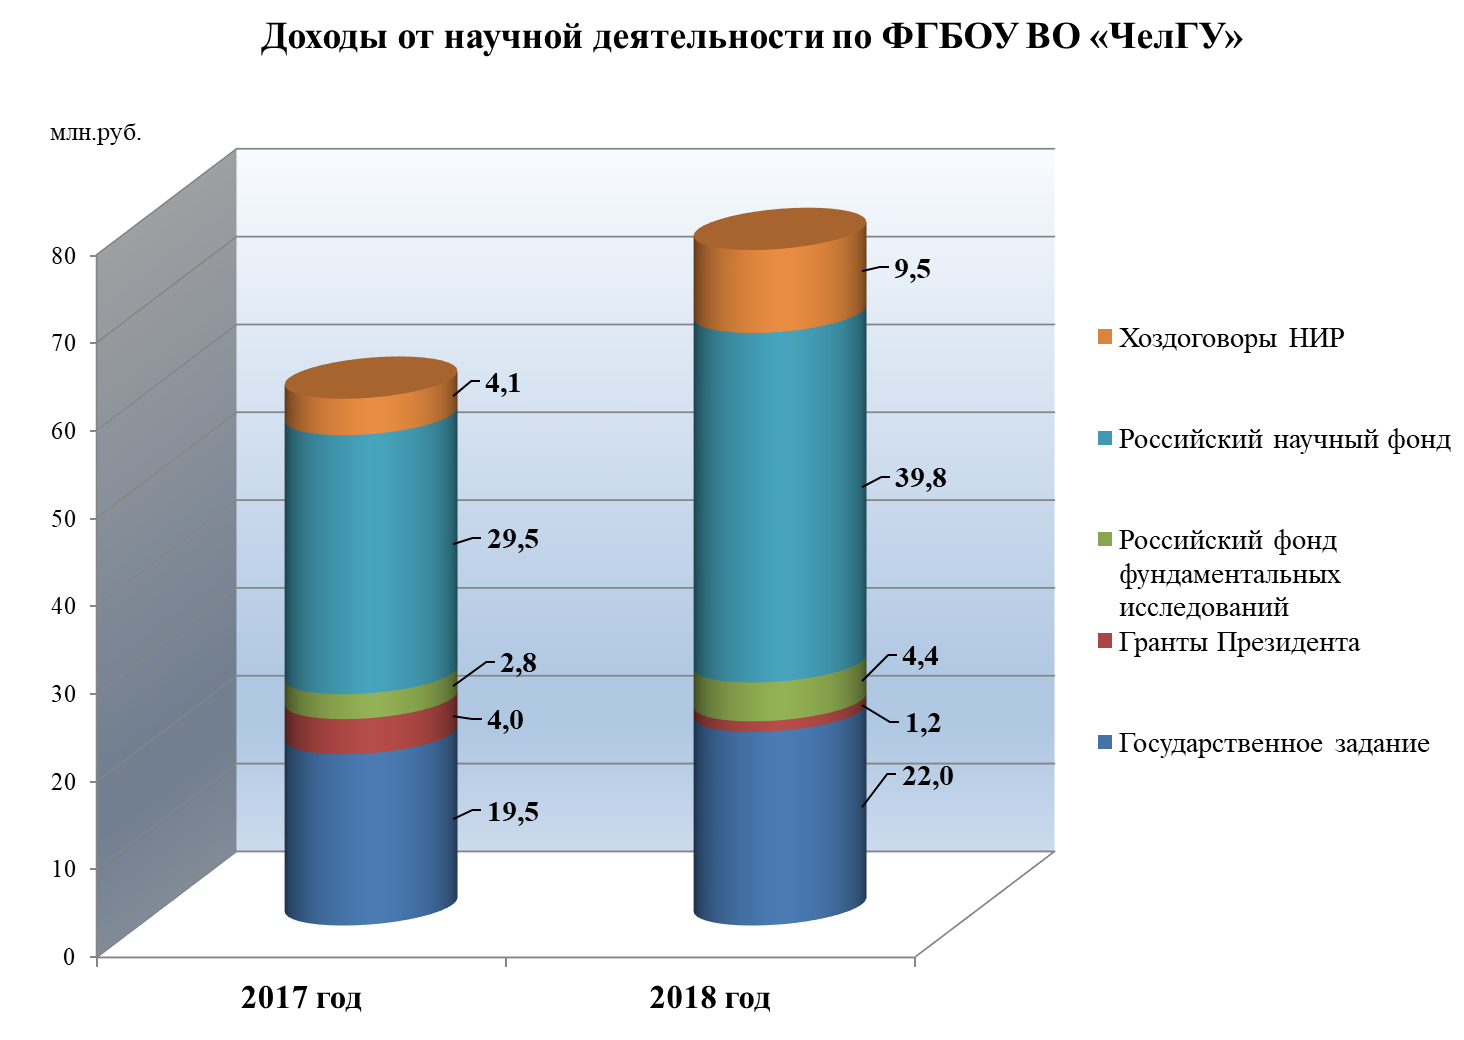 Доходы от научной деятельности по ФГБОУ ВО «ЧелГУ»
млн.руб.
80
70
60
50
40
30
20
10
0
4,1
29,5
2,8
4,0
19,5
9,5
39,8
4,4
1,2
22,0
2017 год
2018 год
Хоздоговоры НИР
Российский научный фонд
Российский фонд
фундаментальных
исследований
Гранты Президента
Государственное задание